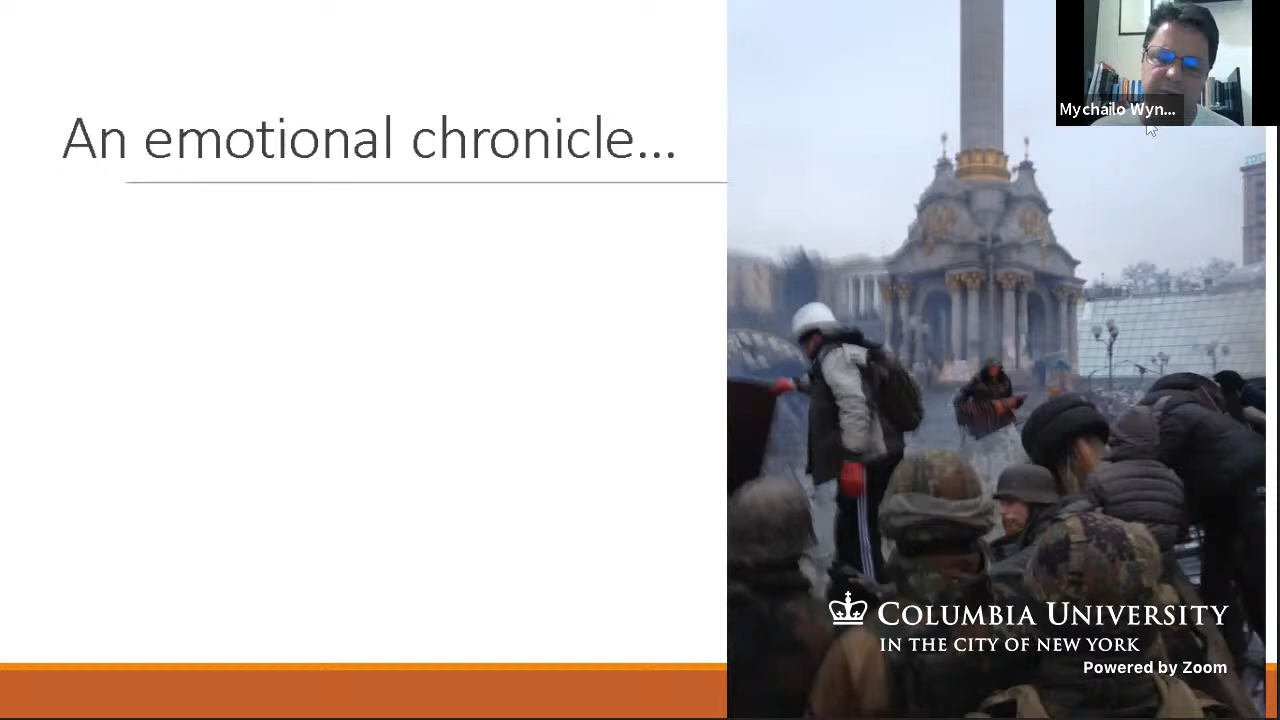 An emotional chronicle...
Mychailo Wyn...
COLUMBIA UNIVERSITY
IN THE CITY OF NEW YORK
Powered by Zoom